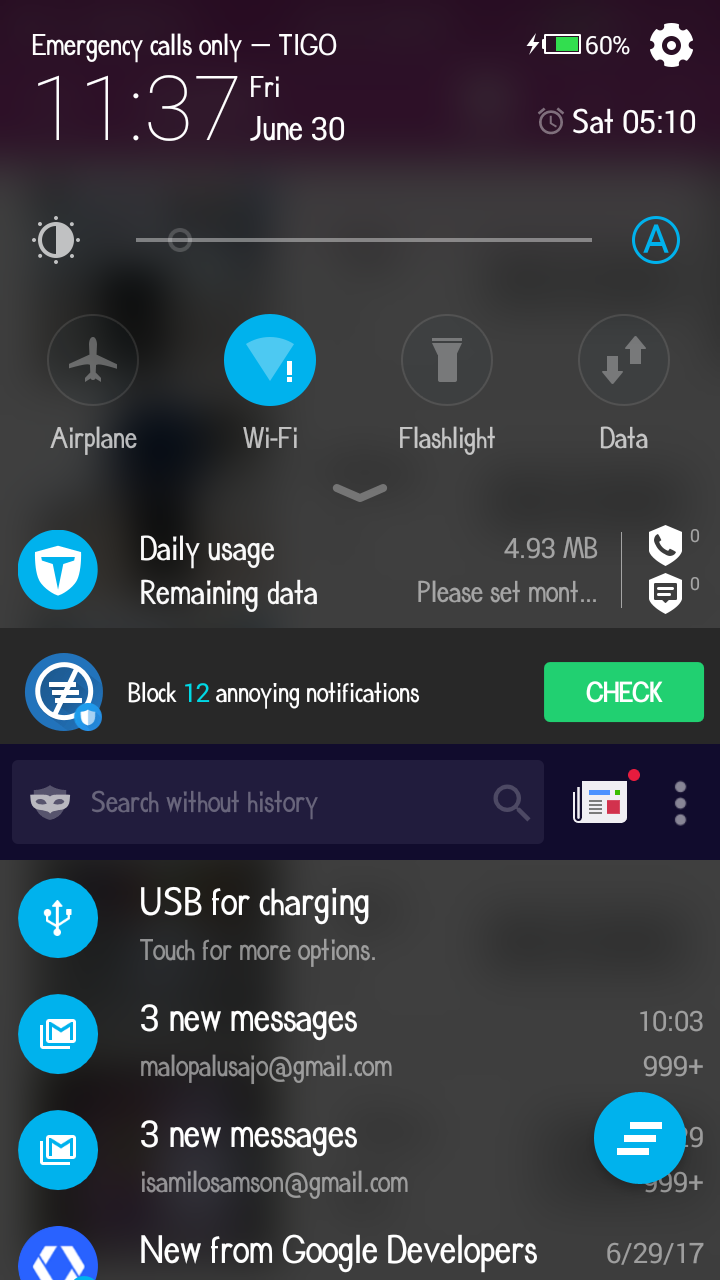 Emergency calls only — TIGO
60%
11:37
Fri
June 30
Sat 05:10
A
Airplane
Wi-Fi
Flashlight
Data
Daily usage 4.93 MB
0
Remaining data Please set mont...
0
Block 12 annoying notifications
CHECK
Search without history
USB for charging
Touch for more options.
3 new messages 10:03
malopalusajo@gmail.com 999+
3 new messages
isamilosamson@gmail.com 999+
New from Google Developers 6/29/17